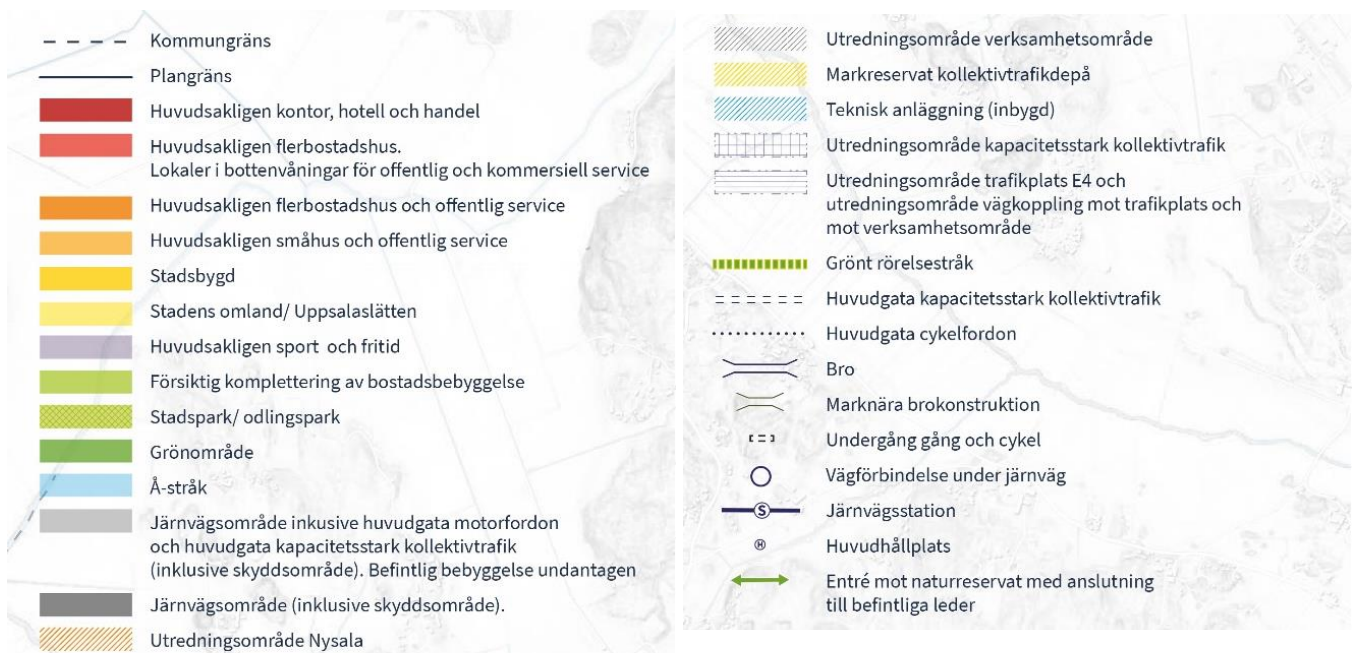 Kommungräns
Plangräns
Huvudsakligen kontor, hotell och handel
Huvudsakligen flerbostadshus.
Lokaler i bottenvåningar för offentlig och kommersiell service
Huvudsakligen flerbostadshus och offentlig service
Huvudsakligen småhus och offentlig service
Stadsbygd
Stadens omland/ Uppsalaslätten
Huvudsakligen sport och fritid
Försiktig komplettering av bostadsbebyggelse
Stadspark/ odlingspark
Grönområde
Å-stråk
Järnvägsområde inkusive huvudgata motorfordon
och huvudgata kapacitetsstark kollektivtrafik
(inklusive skyddsområde). Befintlig bebyggelse undantagen
Järnvägsområde (inklusive skyddsområde).
Utredningsområde Nysala
Utredningsområde verksamhetsområde
Markreservat kollektivtrafikdepå
Teknisk anläggning (inbygd)
Utredningsområde kapacitetsstark kollektivtrafik
Utredningsområde trafikplats E4 och
utredningsområde vägkoppling mot trafikplats och
mot verksamhetsområde
Grönt rörelsestråk
Huvudgata kapacitetsstark kollektivtrafik
Huvudgata cykelfordon
Bro
Marknära brokonstruktion
Undergång gång och cykel
Vägförbindelse under järnväg
S Järnvägsstation
H Huvudhållplats
Entré mot naturreservat med anslutning
till befintliga leder